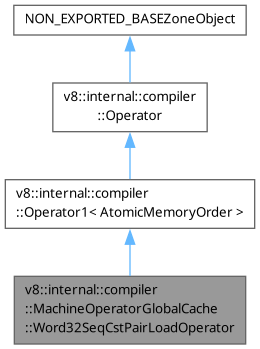 NON_EXPORTED_BASEZoneObject
v8::internal::compiler
::Operator
v8::internal::compiler
::Operator1< AtomicMemoryOrder >
v8::internal::compiler
::MachineOperatorGlobalCache
::Word32SeqCstPairLoadOperator